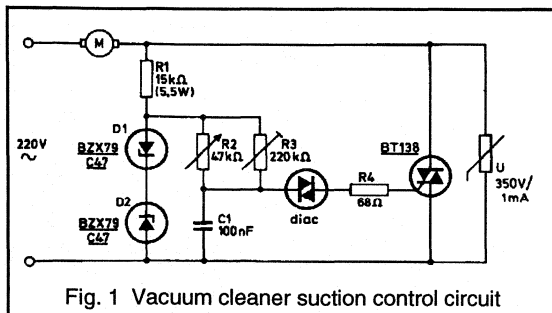 M
R1
15kΩ
(5,5W)
D1
BZX79
C47
R2
47kΩ
R3
220kΩ
BT138
220V
~
R4
68Ω
U
350V/
1mA
D2
BZX79
C47
C1
100nF
diac
Fig. 1 Vacuum cleaner suction control circuit